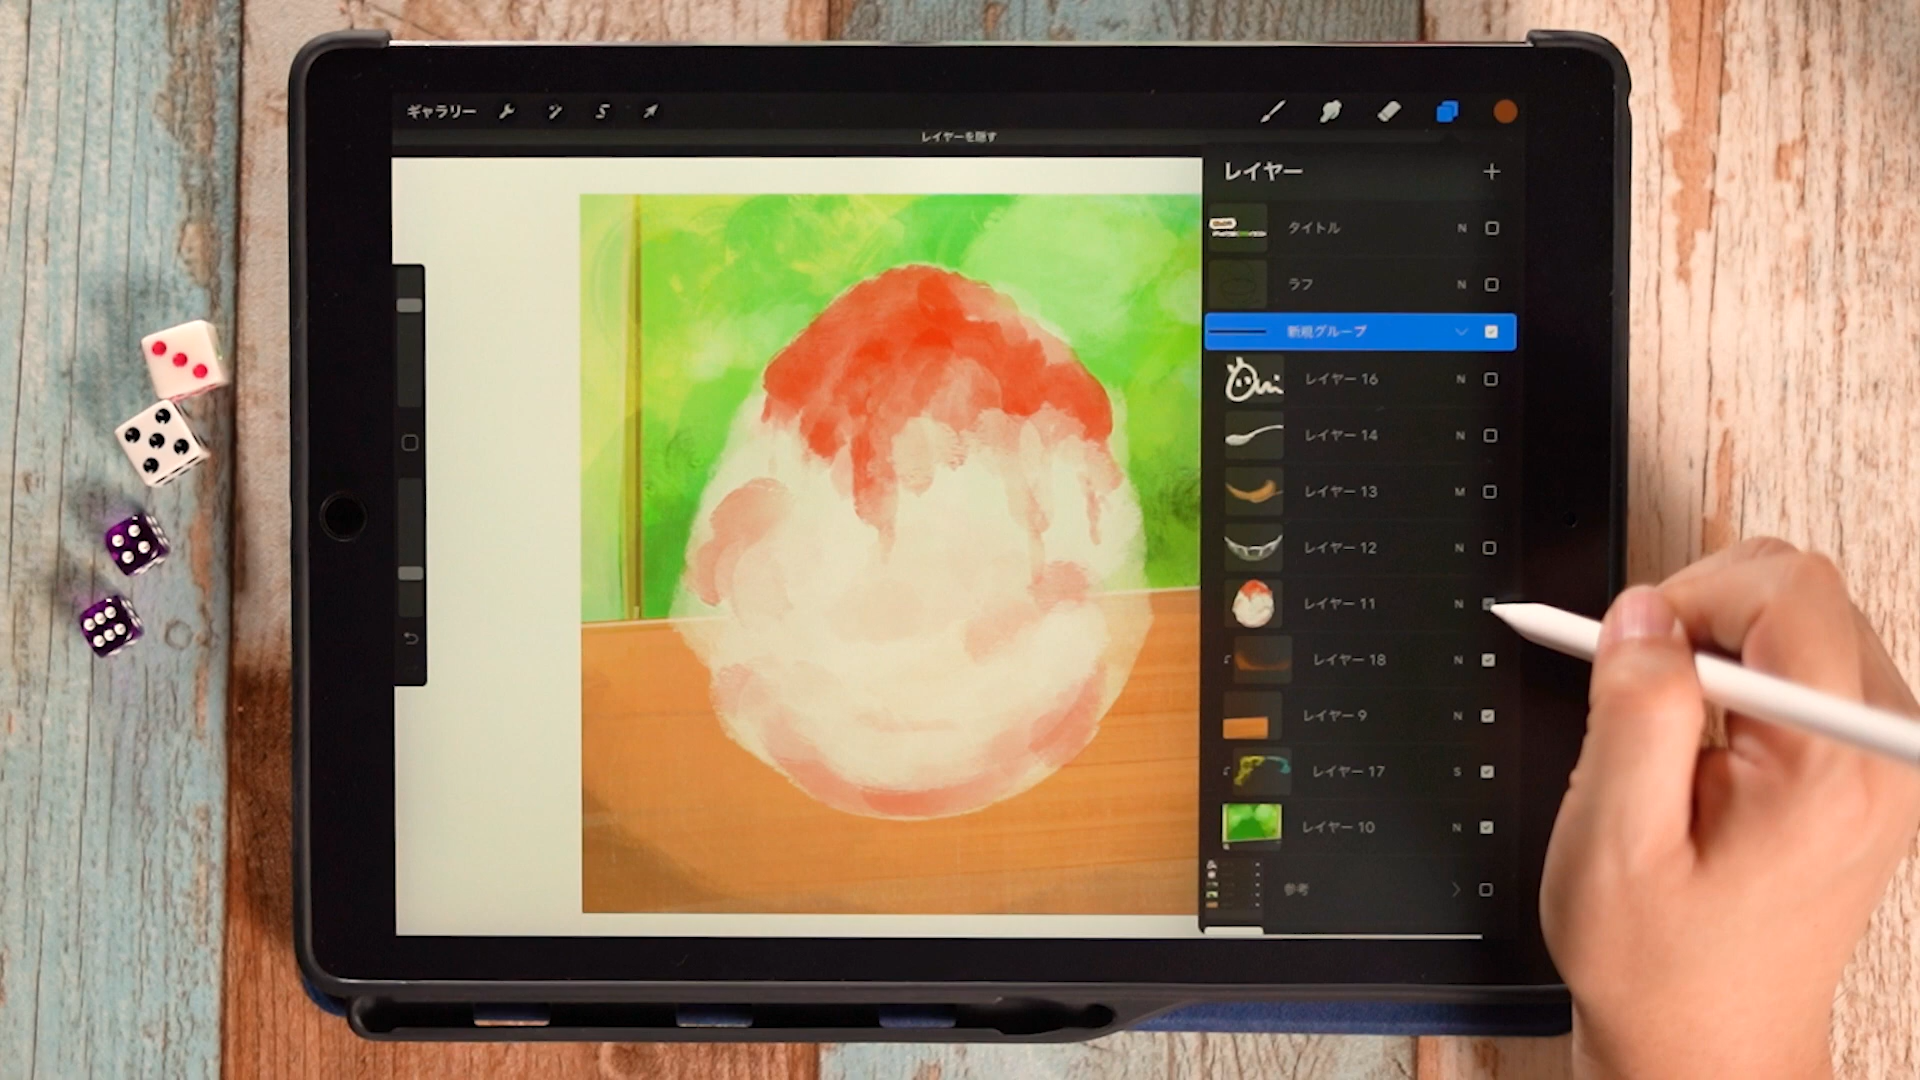 ギャラリー
レイヤーを隠す
レイヤー
タイトル N
ラフ N
新規グループ
レイヤー 16 N
レイヤー 14 N
レイヤー 13 M
レイヤー 12 N
レイヤー 11 N
レイヤー 18 N
レイヤー 9 N
レイヤー 17 S
レイヤー 10 N
参考